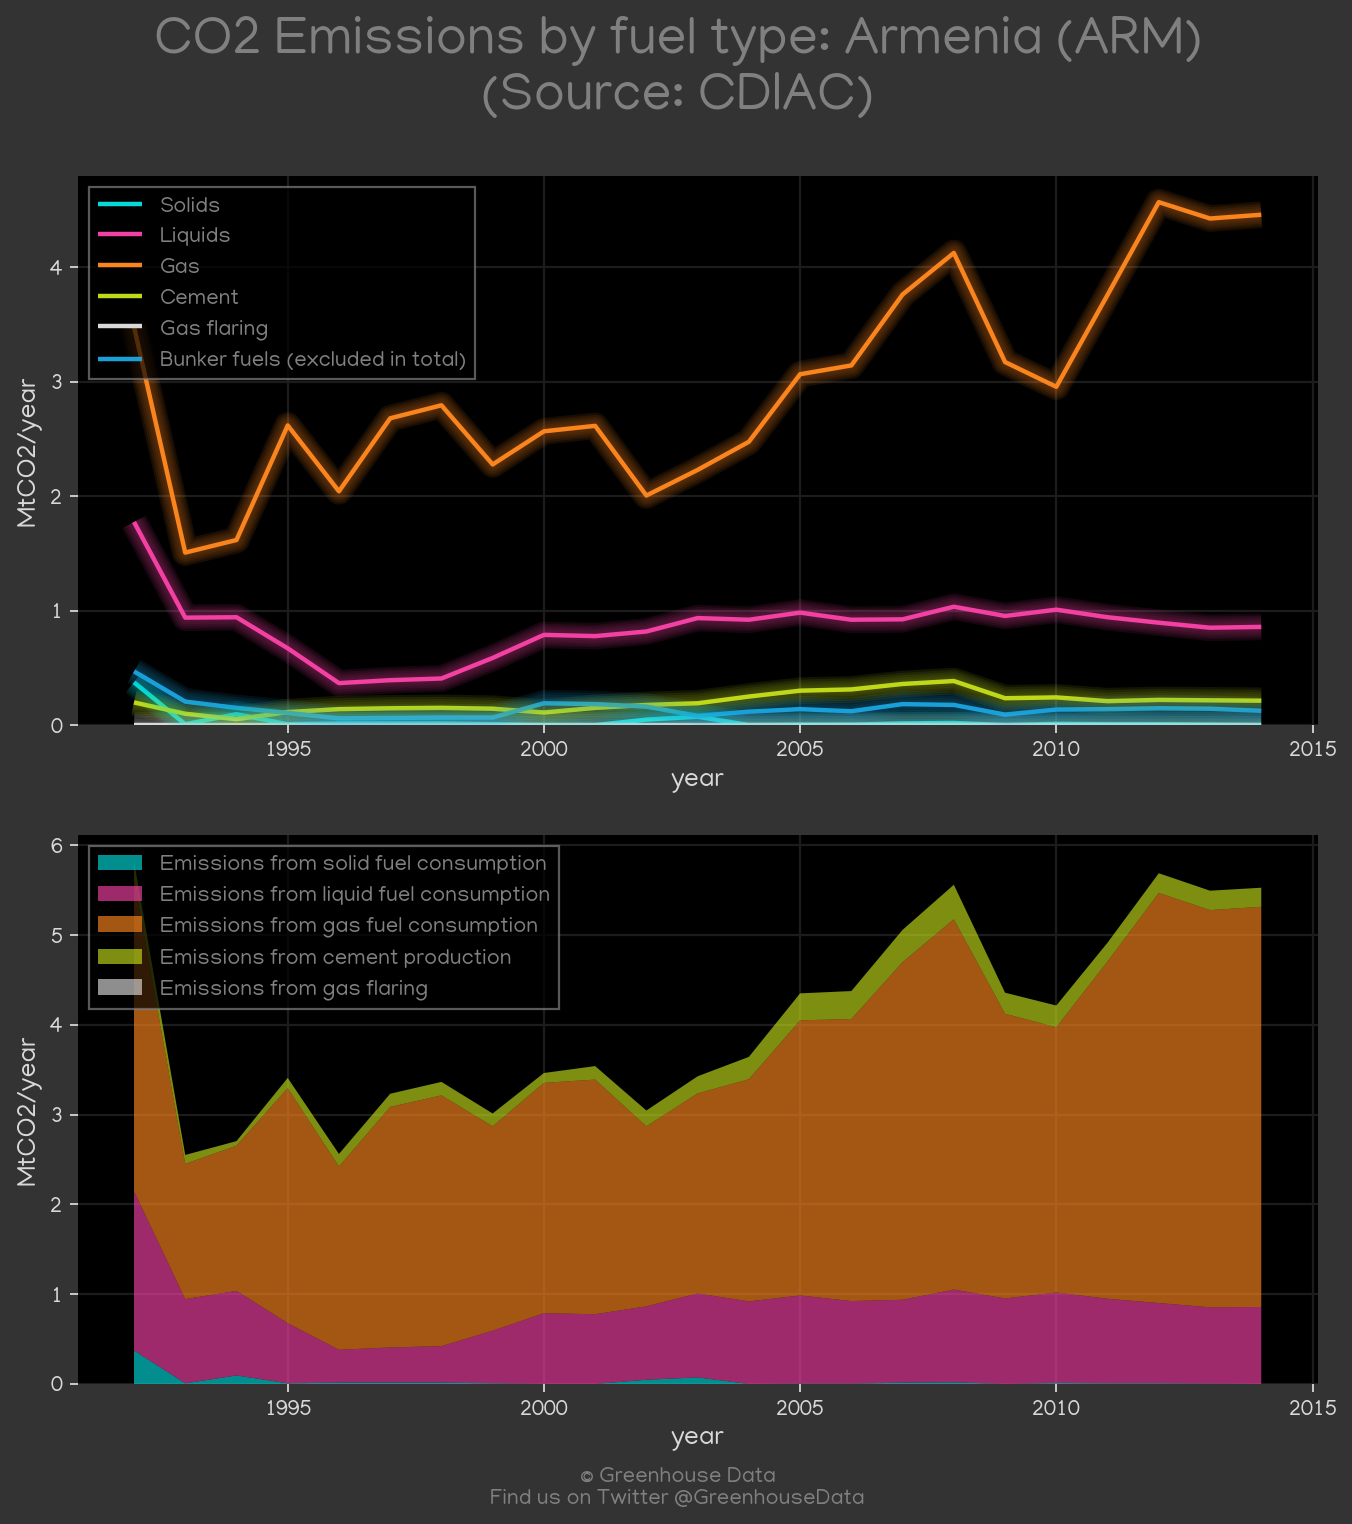 CO2 Emissions by fuel type: Armenia (ARM)
(Source: CDIAC)
Solids
Liquids
Gas
Cement
Gas flaring
Bunker fuels (excluded in total)
MtCO2/year
4
3
2
1
0
1995 2000 2005 2010 2015
year
Emissions from solid fuel consumption
Emissions from liquid fuel consumption
Emissions from gas fuel consumption
Emissions from cement production
Emissions from gas flaring
MtCO2/year
6
5
4
3
2
1
0
1995 2000 2005 2010 2015
year
© Greenhouse Data
Find us on Twitter @GreenhouseData